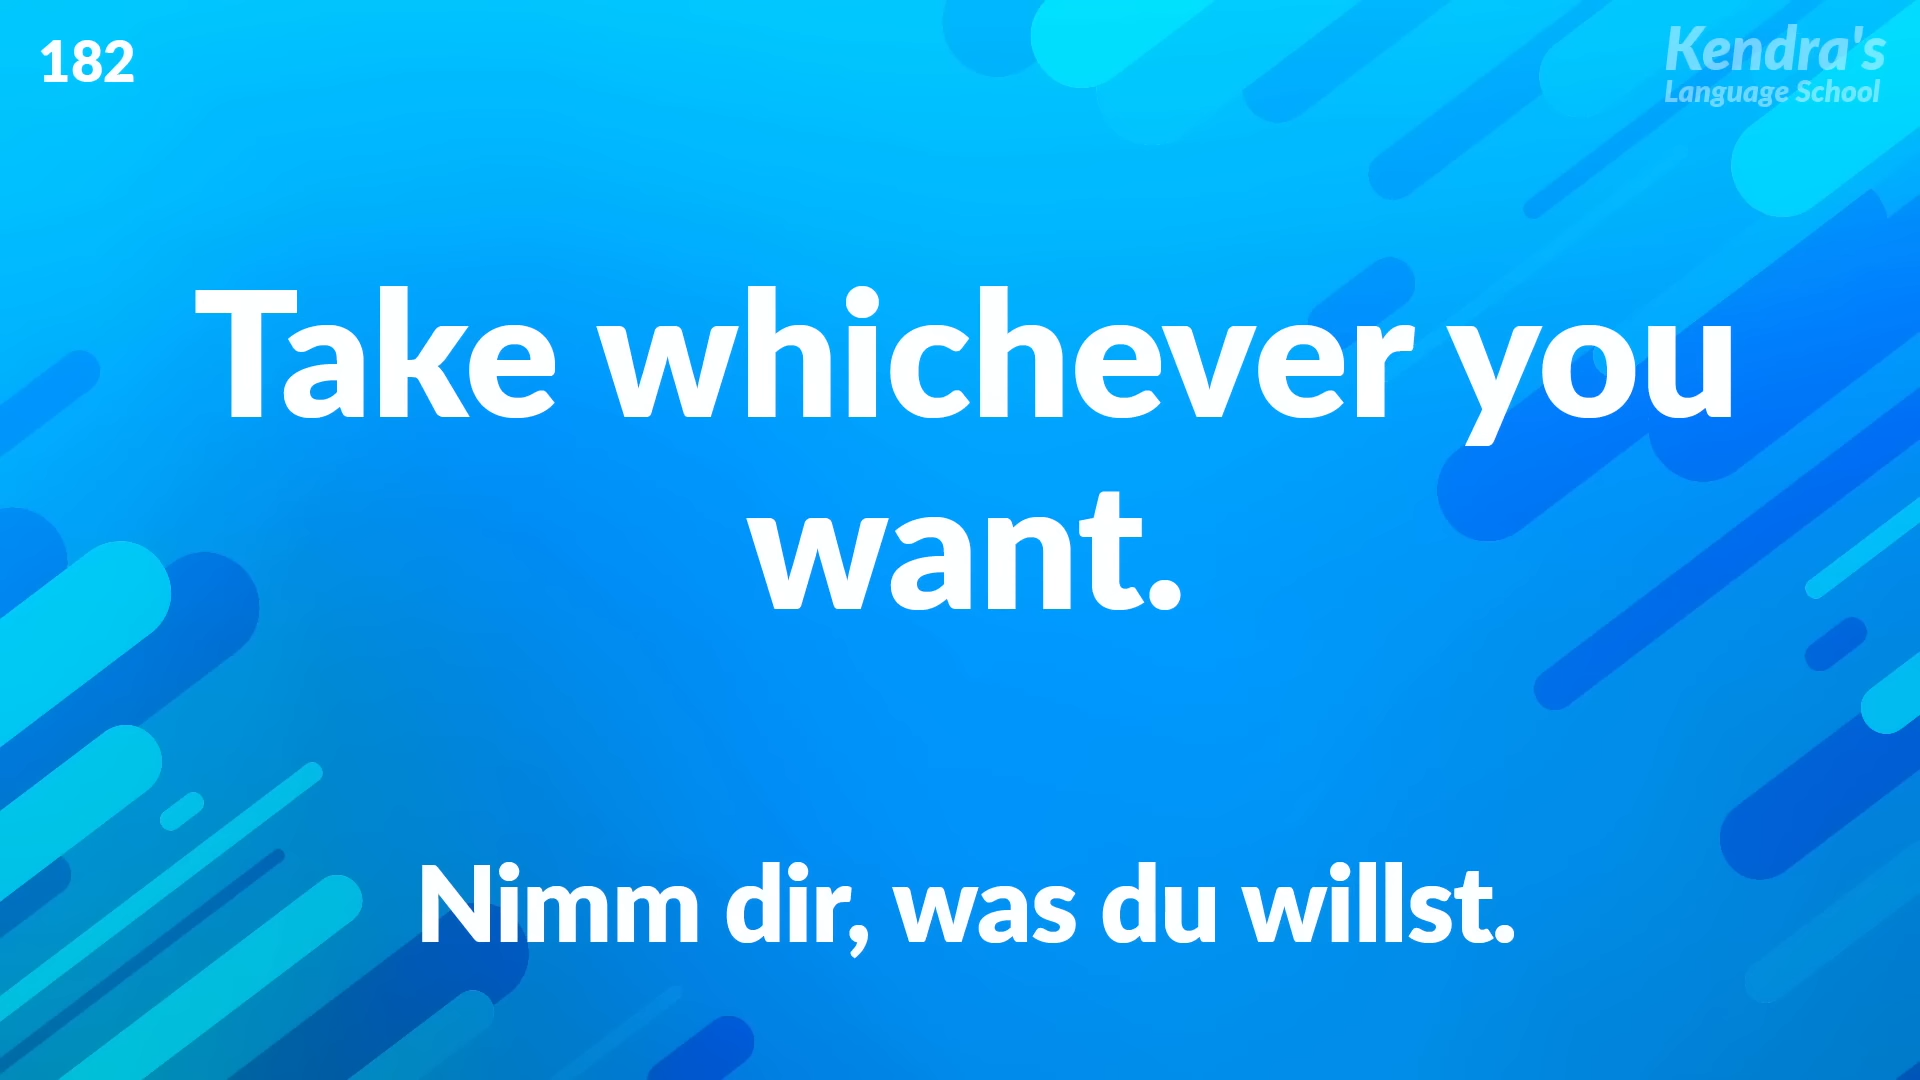 182
Kendra's
Language School
Take whichever you
want.
Nimm dir, was du willst.